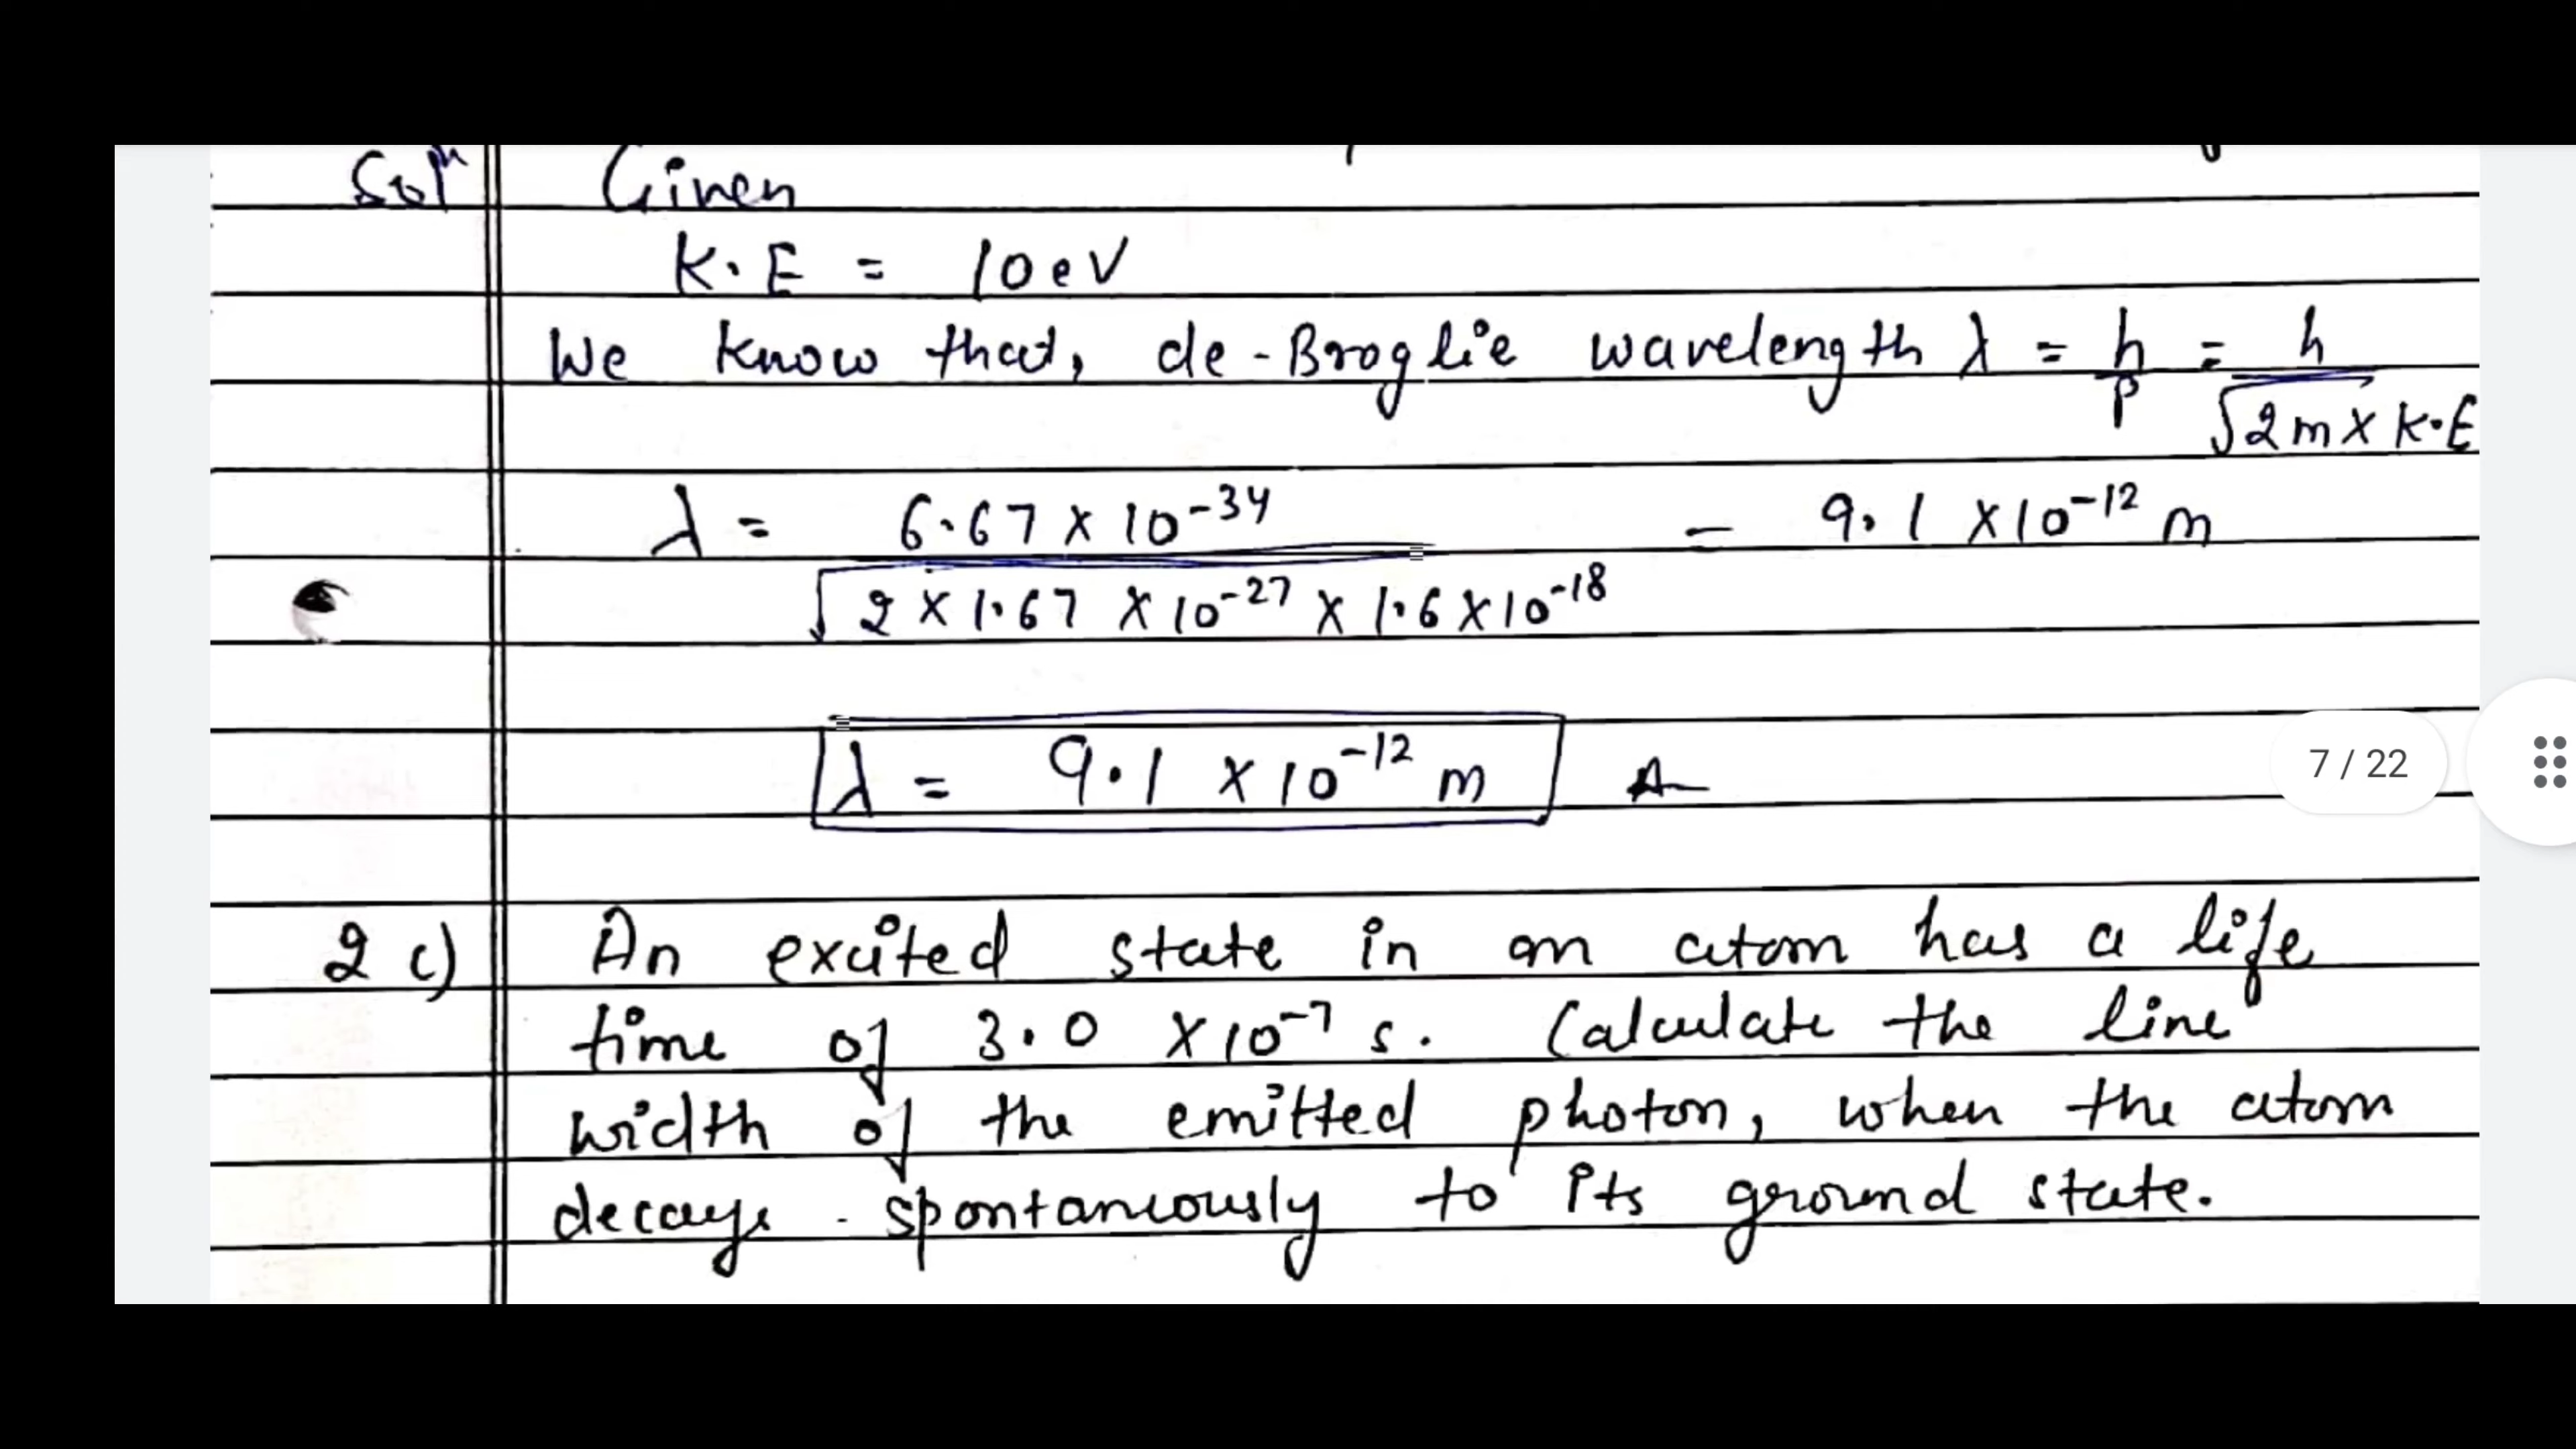 Solⁿ Given
K.E = 10 eV
We know that, de-Broglie wavelength λ = h/p = h/√(2m × K.E)
λ = 6.67 × 10⁻³⁴ / √(2 × 1.67 × 10⁻²⁷ × 1.6 × 10⁻¹⁸) = 9.1 × 10⁻¹² m
λ = 9.1 × 10⁻¹² m
7 / 22
2 c) An excited state in an atom has a life
time of 3.0 × 10⁻⁷ s. Calculate the line
width of the emitted photon, when the atom
decays spontaneously to its ground state.